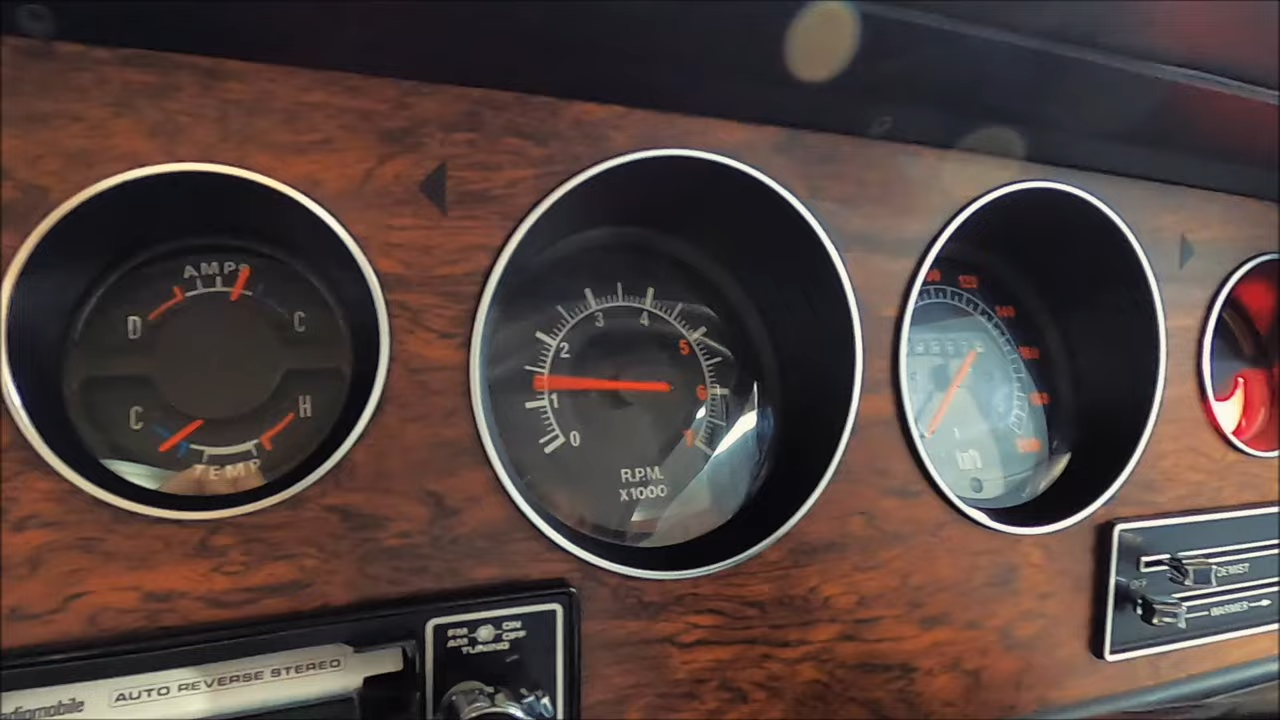 AMPS
D
C
C
H
TEMP
0
1
2
3
4
5
6
7
R.P.M.
X1000
120
140
160
180
200
km/h
OFF
DEMIST
WARMER
FM
AM
ON
OFF
TUNING
AUTO REVERSE STEREO